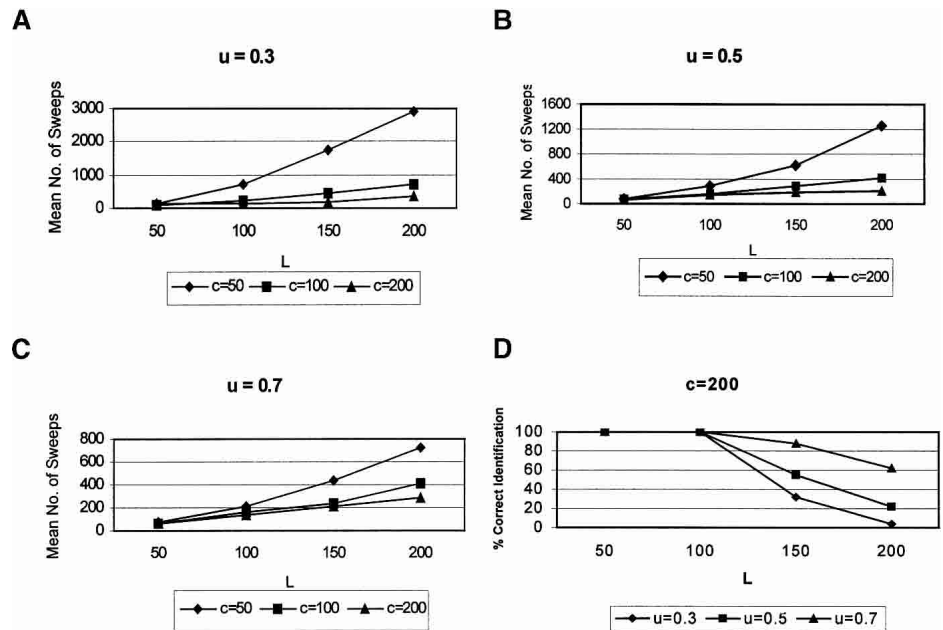 A
u = 0.3
Mean No. of Sweeps
3000
2000
1000
0
50 100 150 200
L
c=50 c=100 c=200
B
u = 0.5
Mean No. of Sweeps
1600
1200
800
400
0
50 100 150 200
L
c=50 c=100 c=200
C
u = 0.7
Mean No. of Sweeps
800
600
400
200
0
50 100 150 200
L
c=50 c=100 c=200
D
c=200
% Correct Identification
100
80
60
40
20
0
50 100 150 200
L
u=0.3 u=0.5 u=0.7